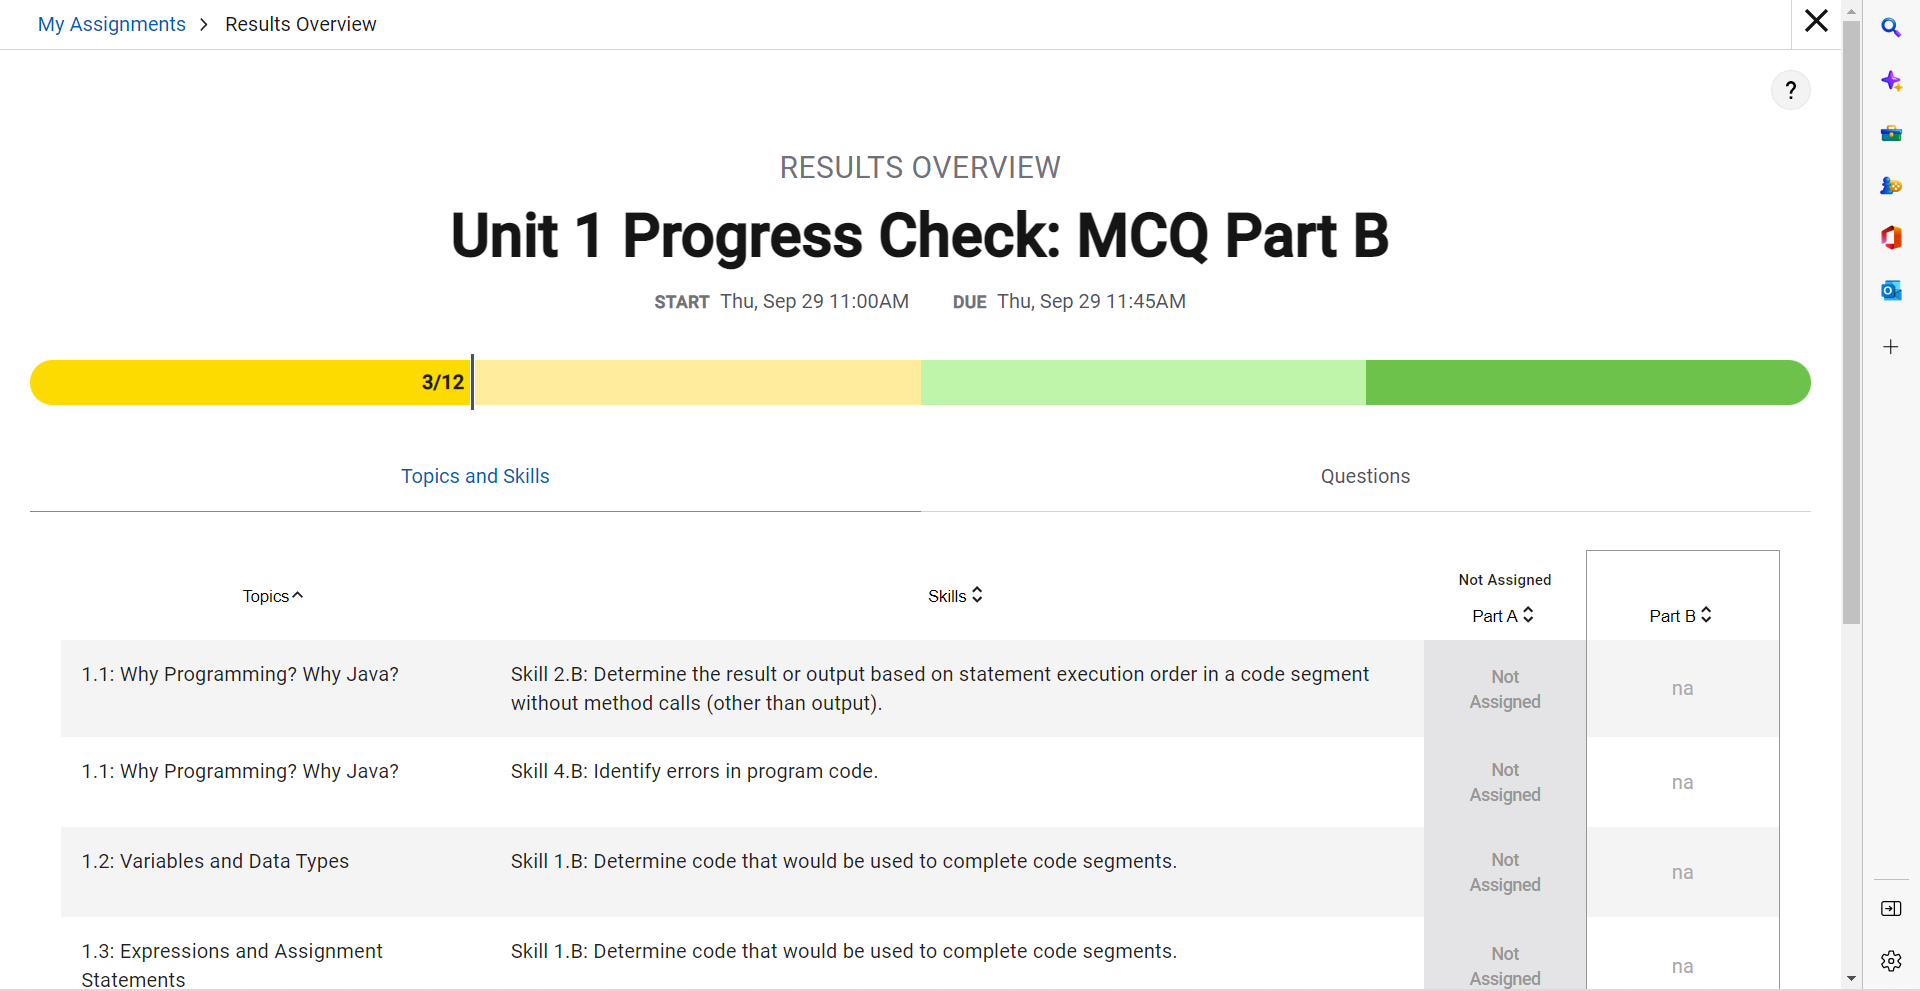 My Assignments > Results Overview
?
RESULTS OVERVIEW
Unit 1 Progress Check: MCQ Part B
START Thu, Sep 29 11:00AM DUE Thu, Sep 29 11:45AM
3/12
Topics and Skills Questions
Not Assigned
Topics Skills Part A Part B
1.1: Why Programming? Why Java? Skill 2.B: Determine the result or output based on statement execution order in a code segment
without method calls (other than output).
Not
Assigned
na
1.1: Why Programming? Why Java? Skill 4.B: Identify errors in program code.
Not
Assigned
na
1.2: Variables and Data Types Skill 1.B: Determine code that would be used to complete code segments.
Not
Assigned
na
1.3: Expressions and Assignment
Statements
Skill 1.B: Determine code that would be used to complete code segments.
Not
Assigned
na